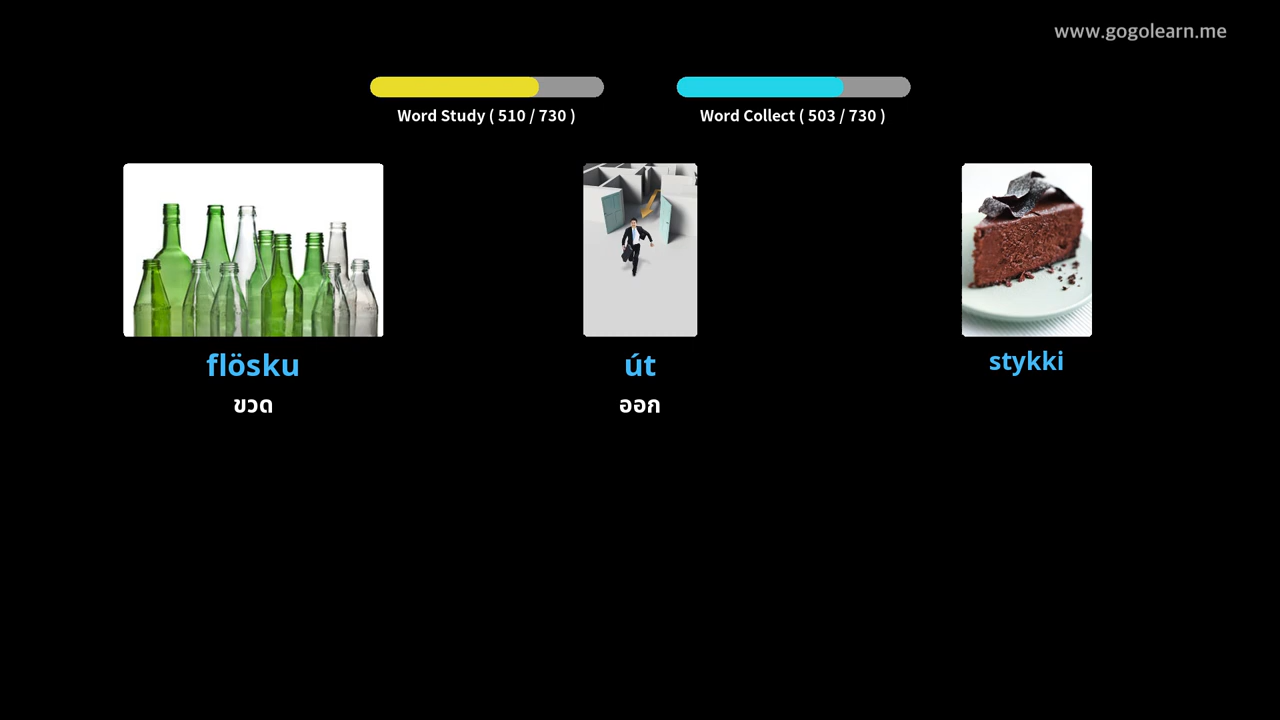 www.gogolearn.me
Word Study ( 510 / 730 )
Word Collect ( 503 / 730 )
flösku
ขวด
út
ออก
stykki